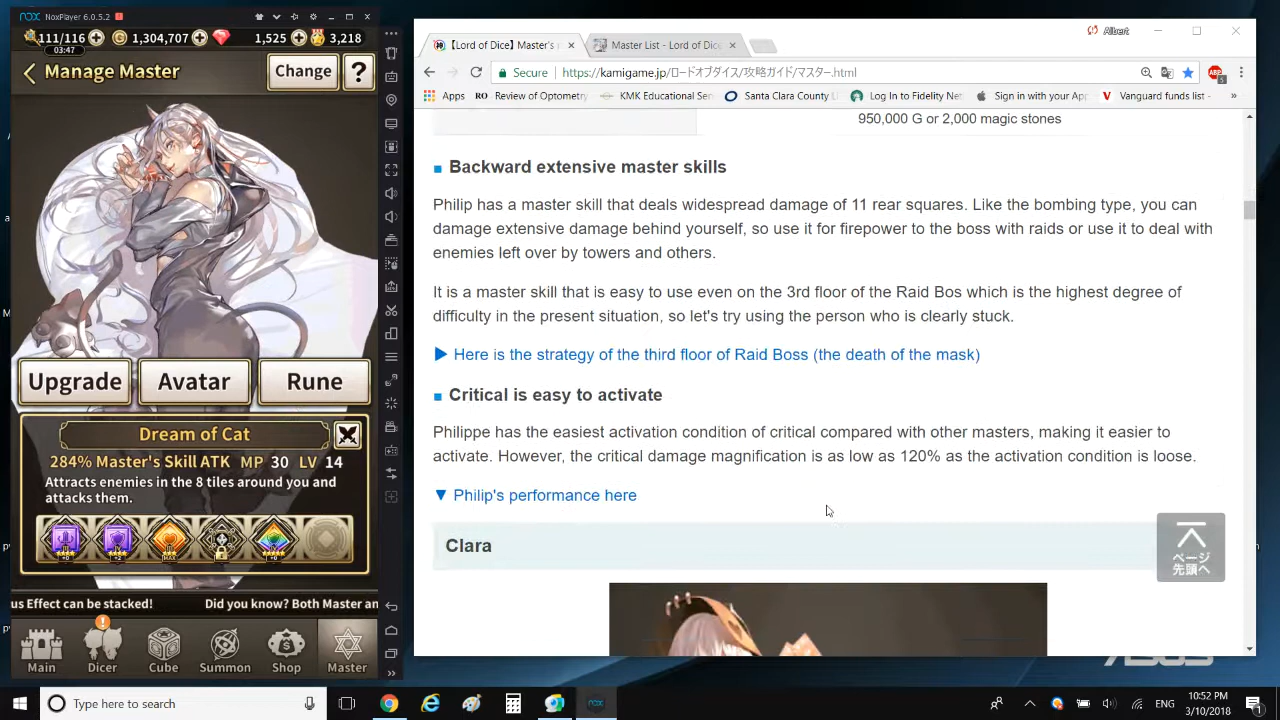 nox NoxPlayer 6.0.5.2
111/116 1,304,707 1,525 3,218
03:47
Manage Master
Change
?
Upgrade
Avatar
Rune
Dream of Cat
284% Master's Skill ATK MP 30 LV 14
Attracts enemies in the 8 tiles around you and
attacks them.
+0
+2
MAX
+0
us Effect can be stacked!
Did you know? Both Master an
Main
Dicer
Cube
Summon
Shop
Master
Albert
【Lord of Dice】Master's
Master List - Lord of Dice
Secure
https://kamigame.jp/ロードオブダイス/攻略ガイド/マスター.html
ABP
5
Apps
RO Review of Optometry
KMK Educational Ser
Santa Clara County
Log In to Fidelity Net
Sign in with your App
Vanguard funds list -
950,000 G or 2,000 magic stones
Backward extensive master skills
Philip has a master skill that deals widespread damage of 11 rear squares. Like the bombing type, you can
damage extensive damage behind yourself, so use it for firepower to the boss with raids or use it to deal with
enemies left over by towers and others.
It is a master skill that is easy to use even on the 3rd floor of the Raid Bos which is the highest degree of
difficulty in the present situation, so let's try using the person who is clearly stuck.
Here is the strategy of the third floor of Raid Boss (the death of the mask)
Critical is easy to activate
Philippe has the easiest activation condition of critical compared with other masters, making it easier to
activate. However, the critical damage magnification is as low as 120% as the activation condition is loose.
Philip's performance here
Clara
ページ
先頭へ
Type here to search
ENG
10:52 PM
3/10/2018